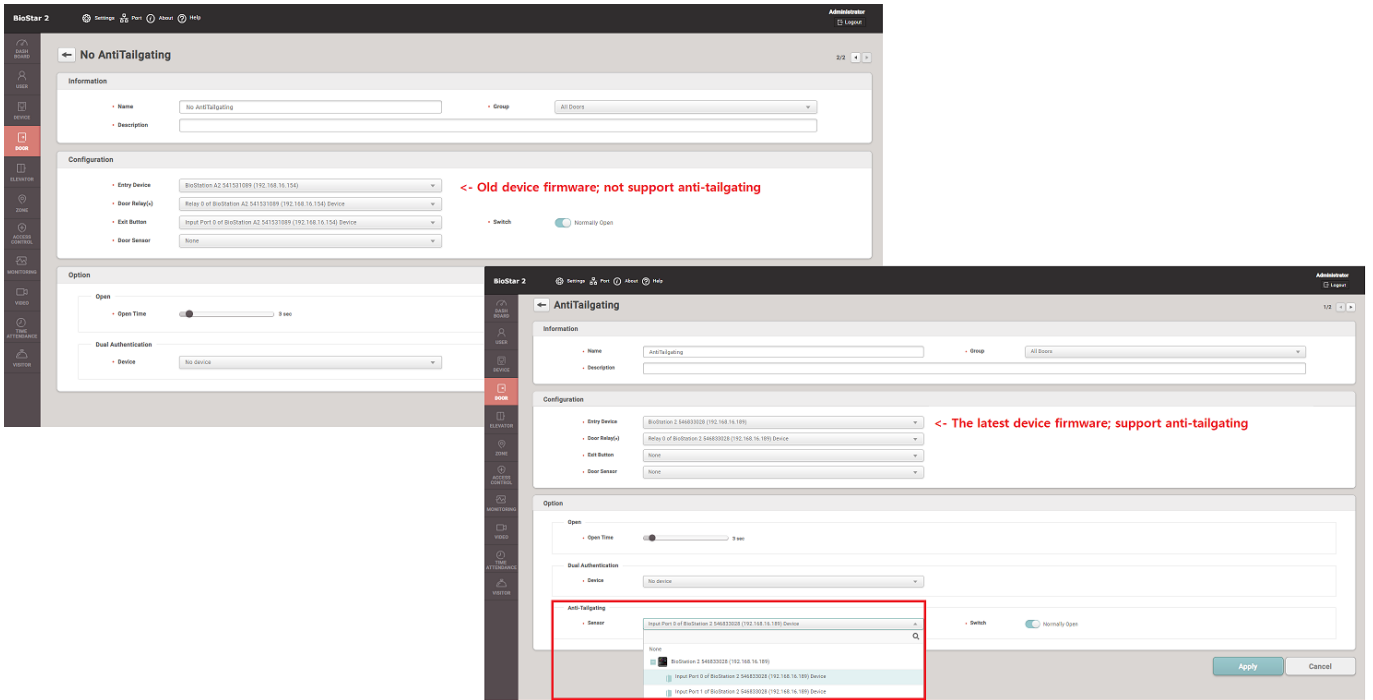 BioStar 2 Settings Port About Help Administrator
Logout
DASH BOARD
USER
DEVICE
DOOR
ELEVATOR
ZONE
ACCESS CONTROL
MONITORING
VIDEO
TIME ATTENDANCE
VISITOR
No AntiTailgating 2/2
Information
• Name No AntiTailgating • Group All Doors
• Description
Configuration
• Entry Device BioStation A2 541531089 (192.168.16.154) <- Old device firmware; not support anti-tailgating
• Door Relay(s) Relay 0 of BioStation A2 541531089 (192.168.16.154) Device
• Exit Button Input Port 0 of BioStation A2 541531089 (192.168.16.154) Device • Switch Normally Open
• Door Sensor None
Option
Open
• Open Time 3 sec
Dual Authentication
• Device No device
BioStar 2 Settings Port About Help Administrator
Logout
DASH BOARD
USER
DEVICE
DOOR
ELEVATOR
ZONE
ACCESS CONTROL
MONITORING
VIDEO
TIME ATTENDANCE
VISITOR
AntiTailgating 1/2
Information
• Name AntiTailgating • Group All Doors
• Description
Configuration
• Entry Device BioStation 2 546833028 (192.168.16.189) <- The latest device firmware; support anti-tailgating
• Door Relay(s) Relay 0 of BioStation 2 546833028 (192.168.16.189) Device
• Exit Button None
• Door Sensor None
Option
Open
• Open Time 3 sec
Dual Authentication
• Device No device
Anti-Tailgating
• Sensor Input Port 0 of BioStation 2 546833028 (192.168.16.189) Device • Switch Normally Open
None
BioStation 2 546833028 (192.168.16.189)
Input Port 0 of BioStation 2 546833028 (192.168.16.189) Device
Input Port 1 of BioStation 2 546833028 (192.168.16.189) Device
Apply Cancel